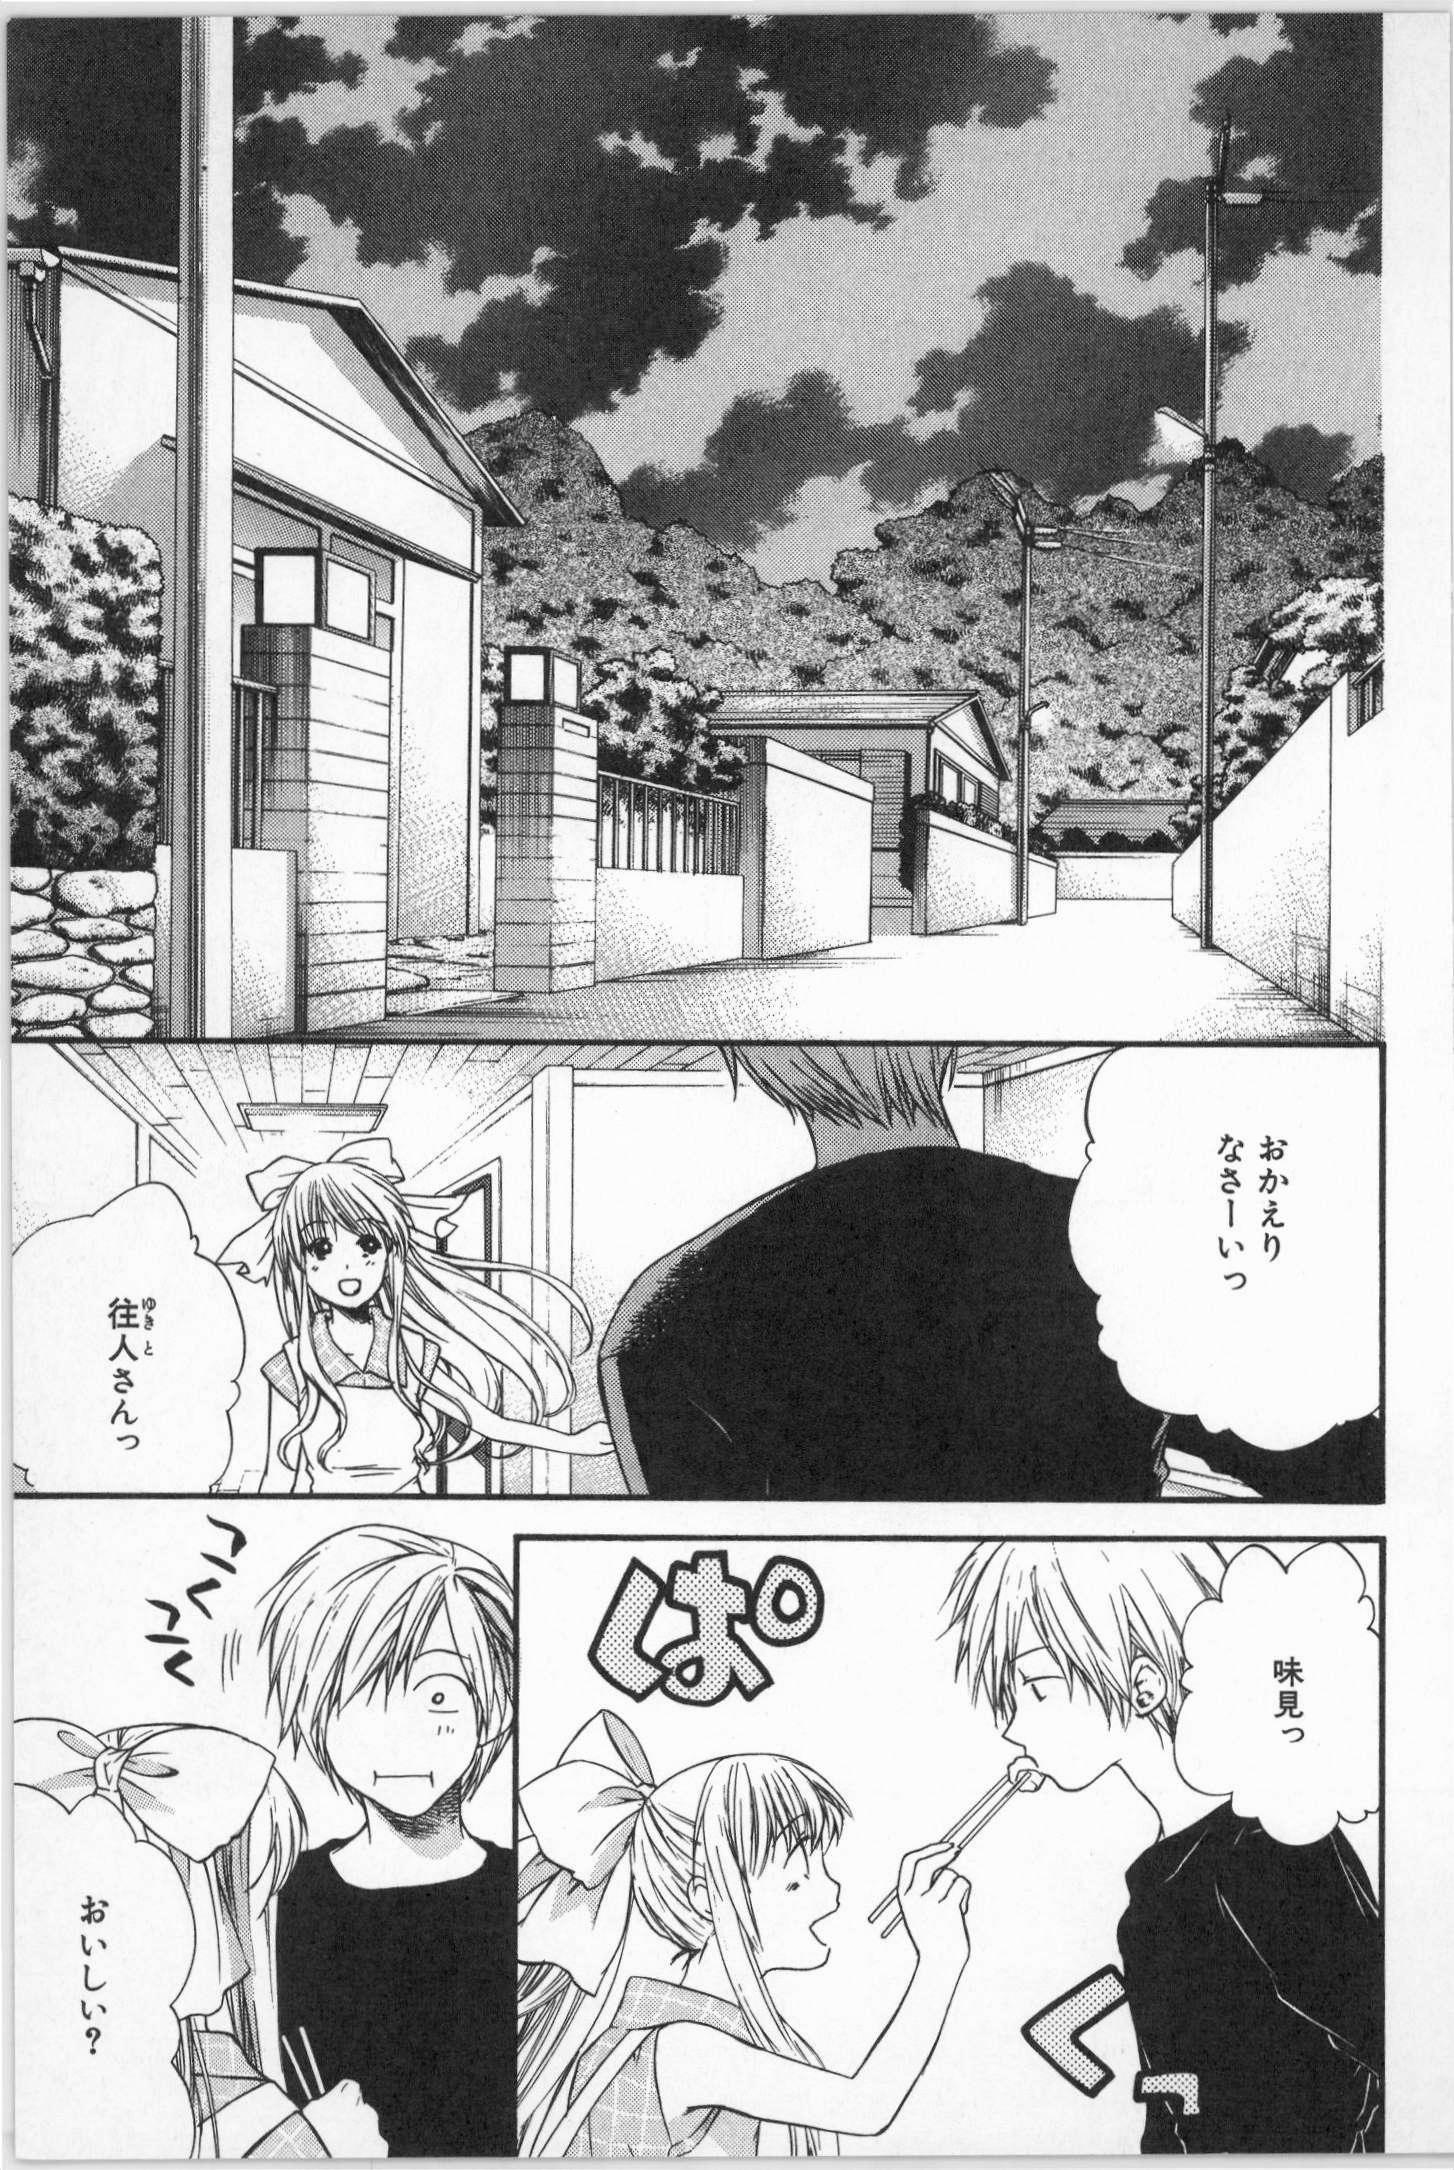 おかえり
なさーいっ
往人さんっ
ゆきと
味見っ
ぱくっ
こくこく
おいしい?